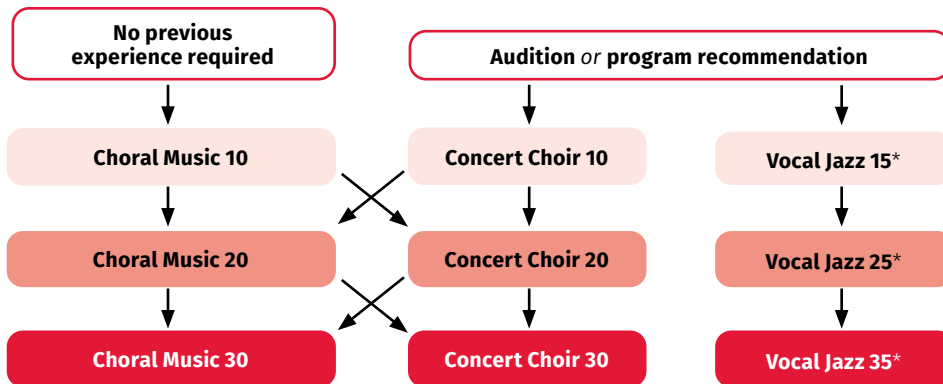 No previous
experience required
Audition or program recommendation
Choral Music 10
Concert Choir 10
Vocal Jazz 15*
Choral Music 20
Concert Choir 20
Vocal Jazz 25*
Choral Music 30
Concert Choir 30
Vocal Jazz 35*